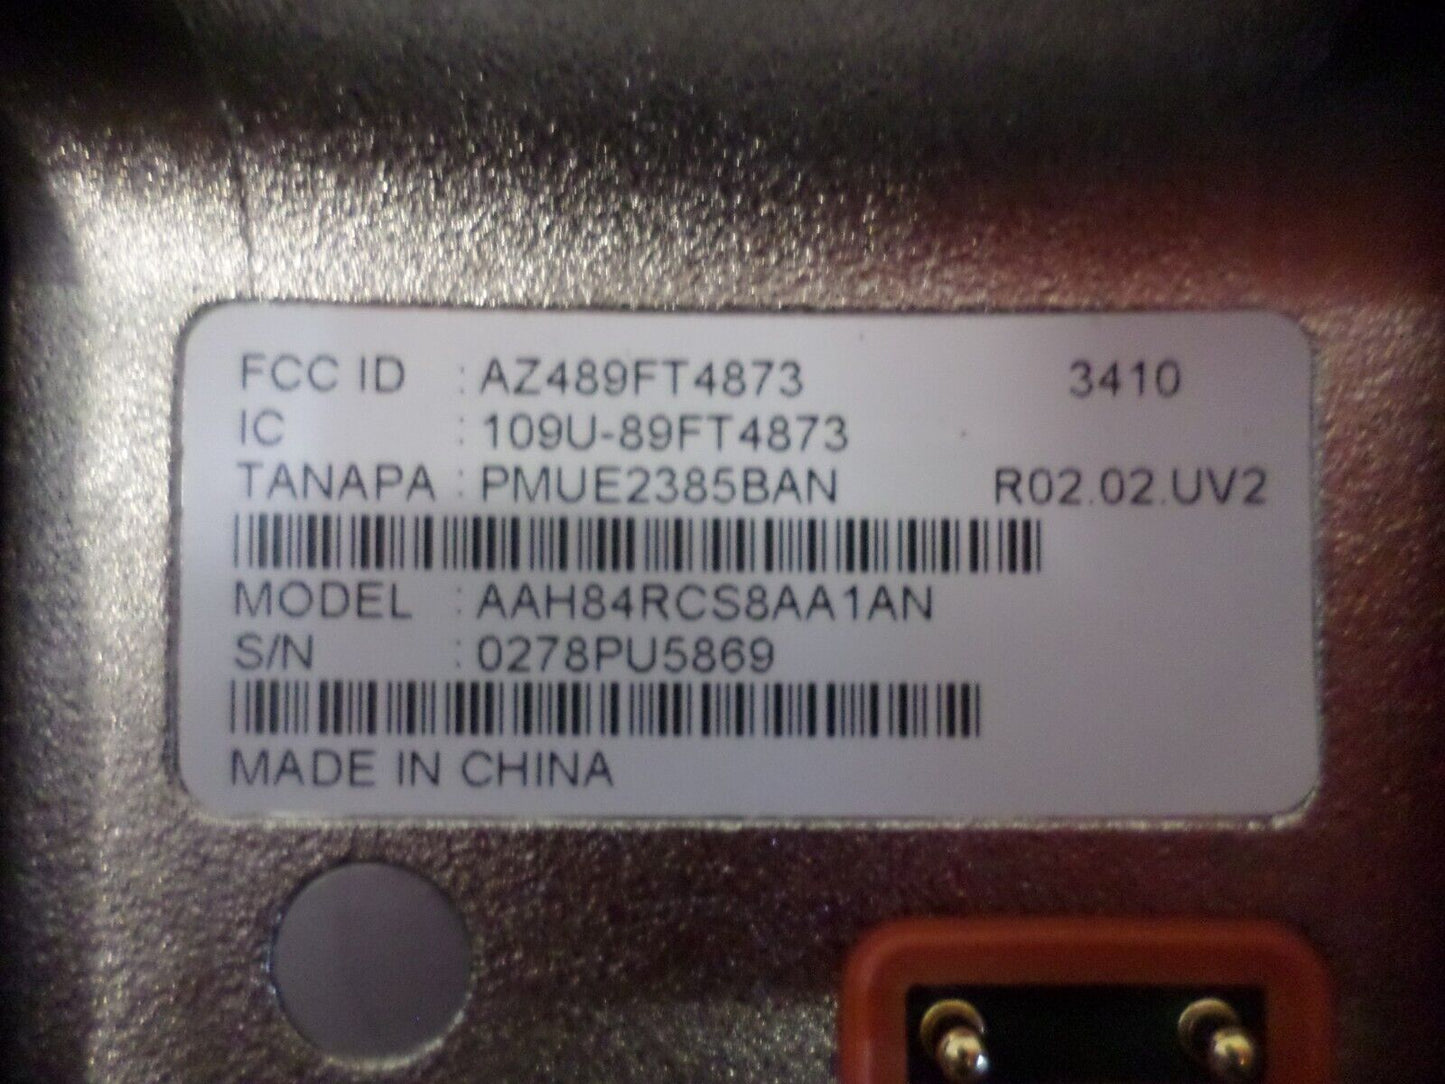 FCC ID : AZ489FT4873 3410
IC : 109U-89FT4873
TANAPA : PMUE2385BAN R02.02.UV2
MODEL : AAH84RCS8AA1AN
S/N : 0278PU5869
MADE IN CHINA